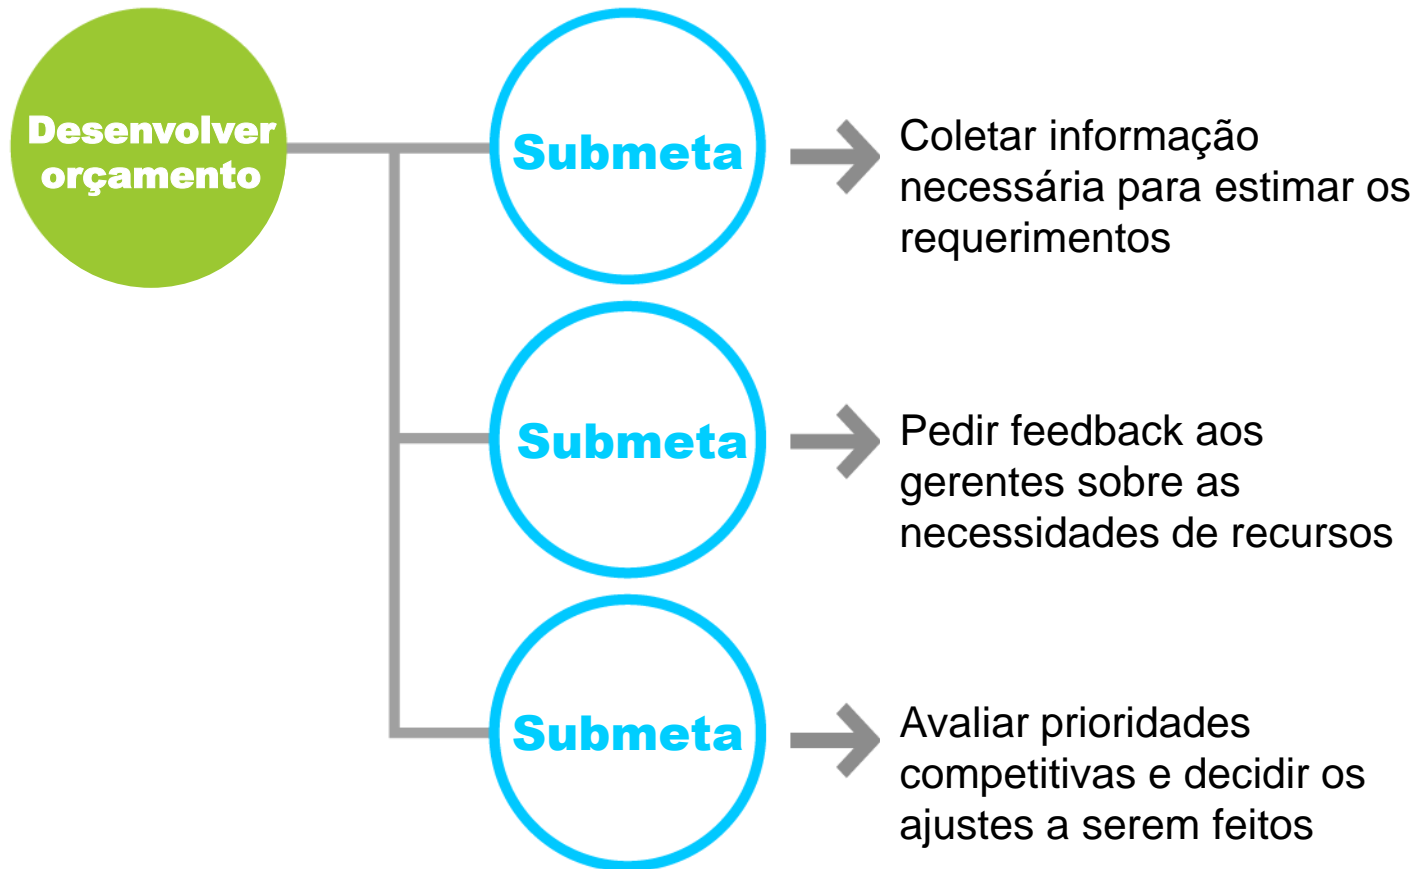 Desenvolver
orçamento
Submeta
Coletar informação
necessária para estimar os
requerimentos
Submeta
Pedir feedback aos
gerentes sobre as
necessidades de recursos
Submeta
Avaliar prioridades
competitivas e decidir os
ajustes a serem feitos